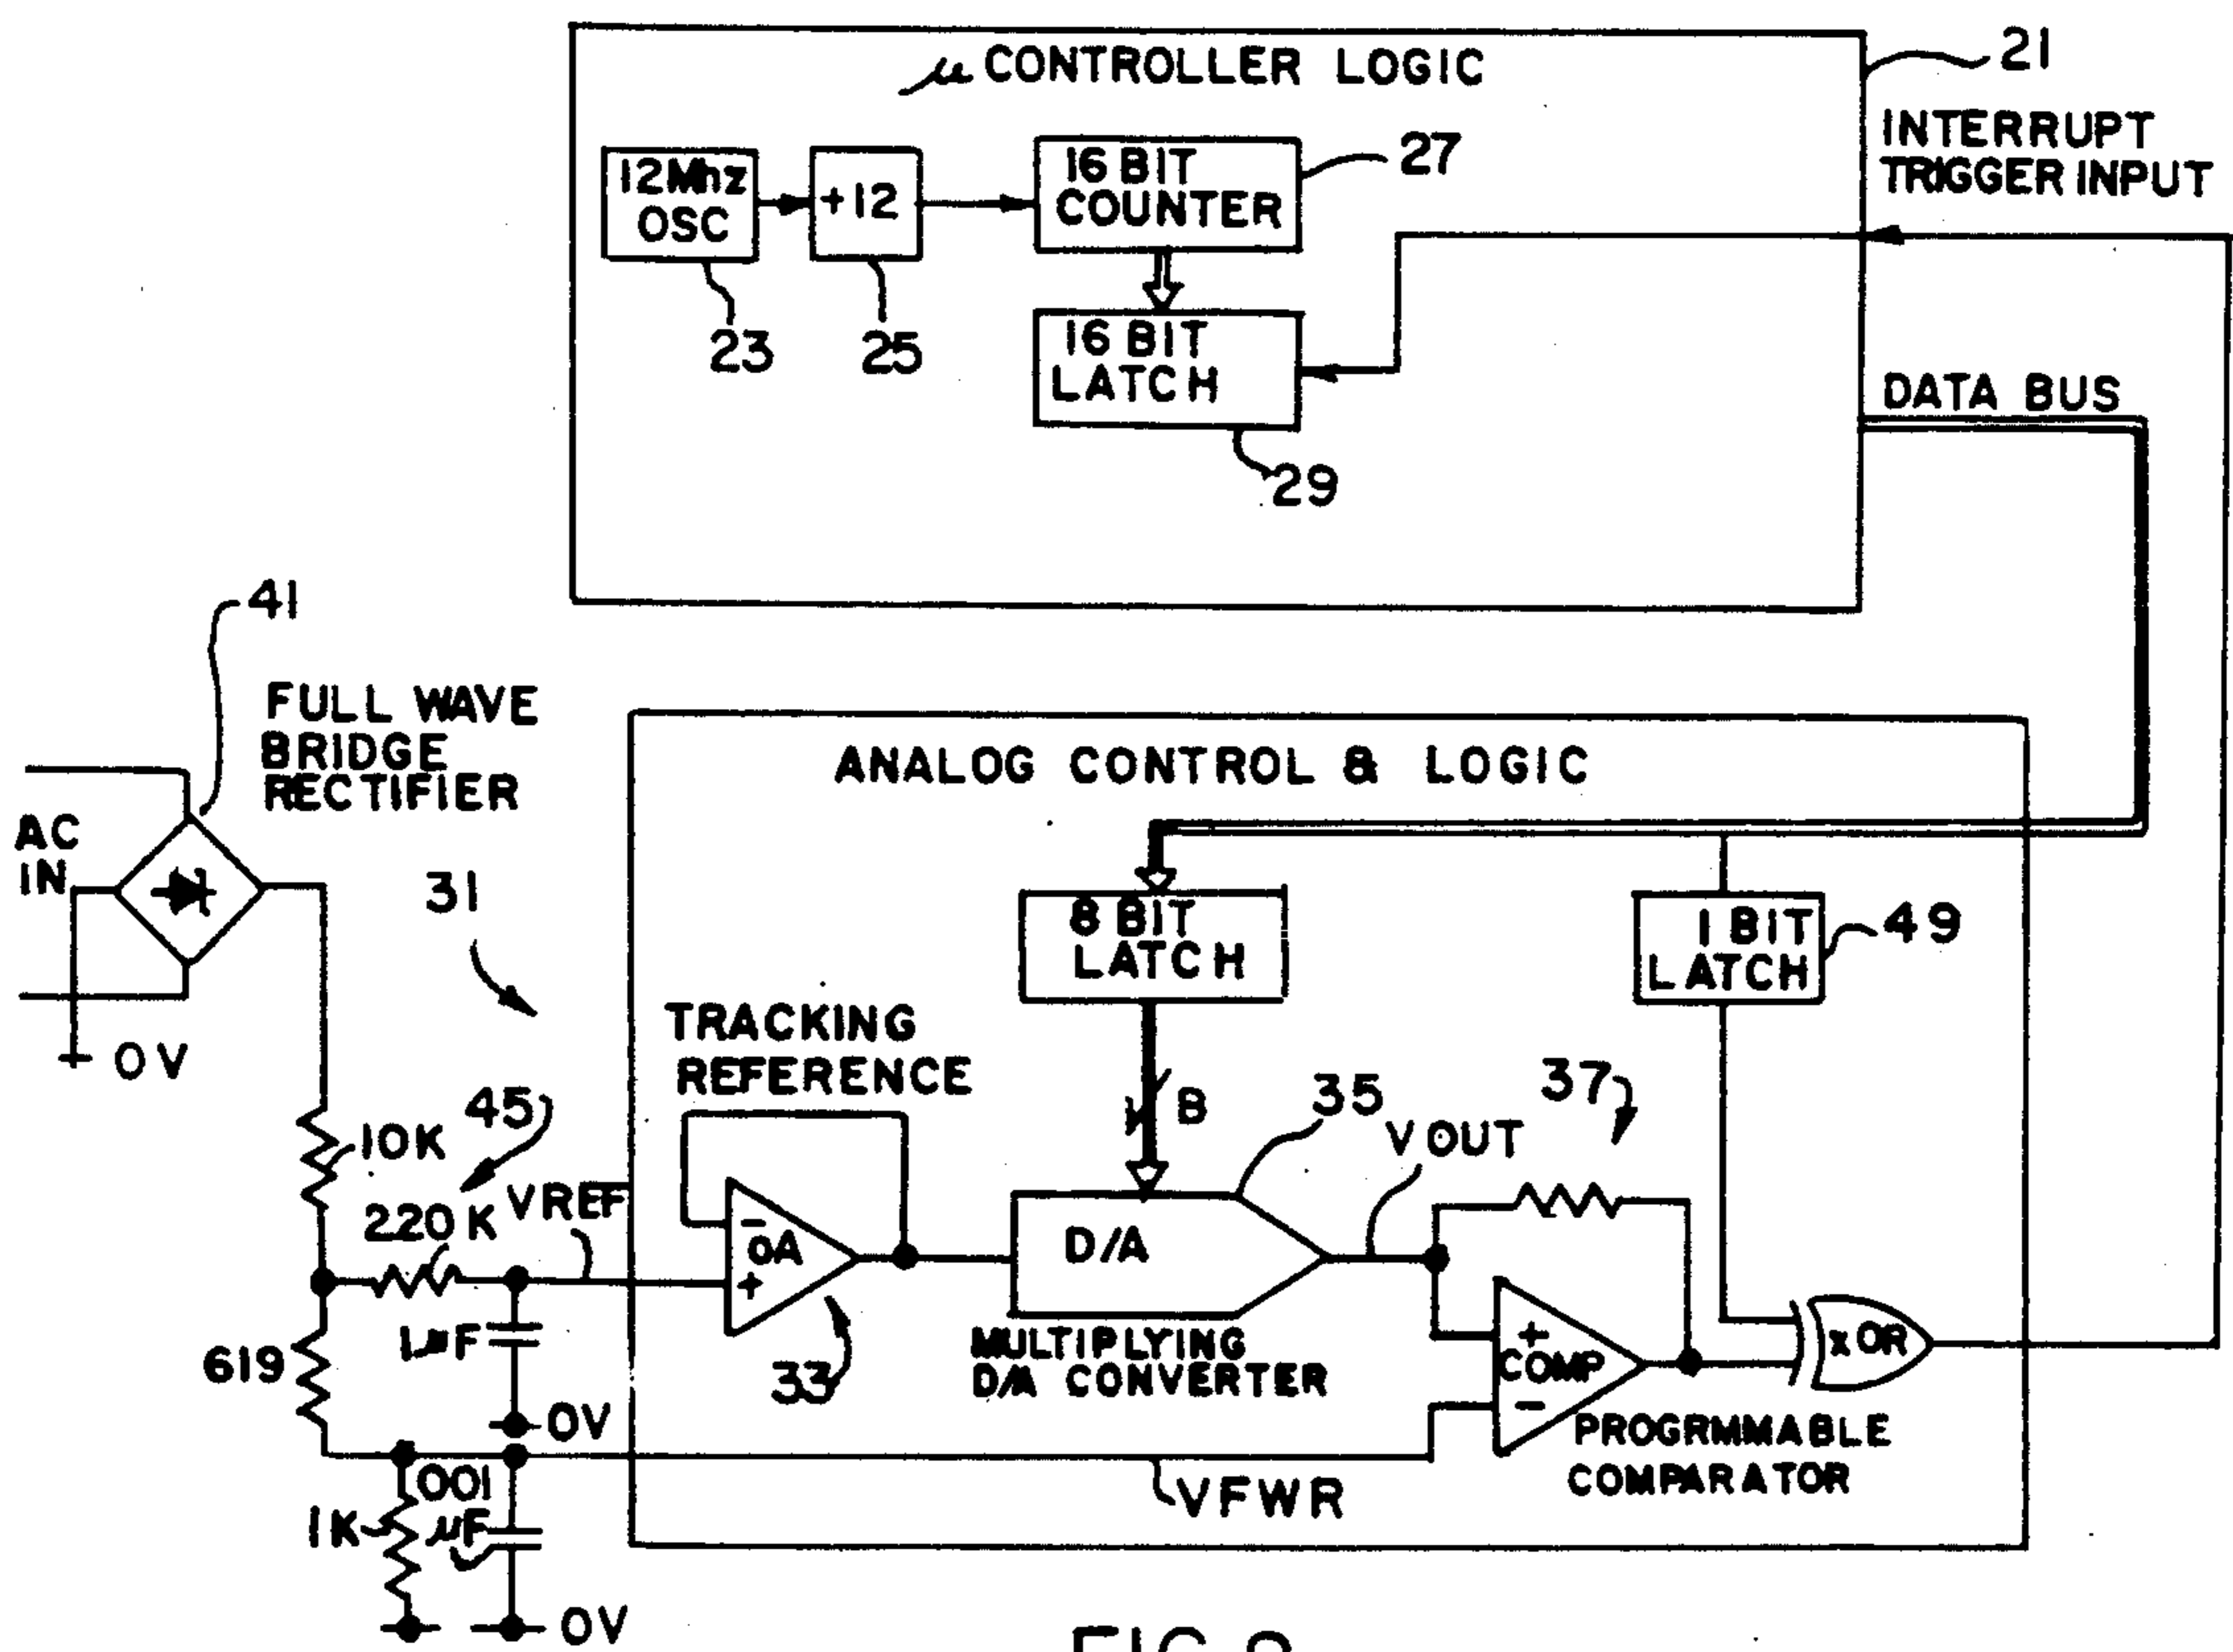 μ CONTROLLER LOGIC
21
INTERRUPT
TRIGGER INPUT
12Mhz
OSC
+12
16 BIT
COUNTER
27
23
25
16 BIT
LATCH
29
DATA BUS
41
FULL WAVE
BRIDGE
RECTIFIER
AC
IN
0V
31
ANALOG CONTROL & LOGIC
8 BIT
LATCH
1 BIT
LATCH
49
TRACKING
REFERENCE
8
35
37
VOUT
45
10K
220K
VREF
-
OA
+
33
D/A
MULTIPLYING
D/A CONVERTER
+
COMP
-
XOR
PROGRMMABLE
COMPARATOR
619
1μF
0V
VFWR
.001
μF
1K
0V